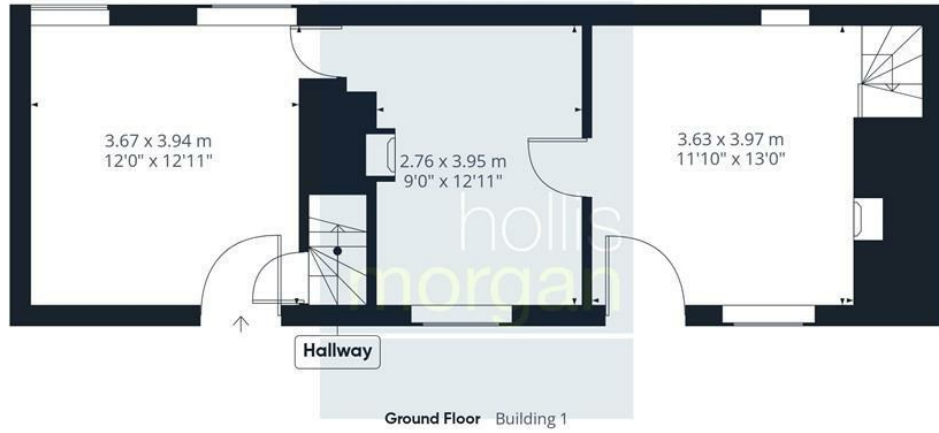 3.67 x 3.94 m
12'0" x 12'11"
2.76 x 3.95 m
9'0" x 12'11"
3.63 x 3.97 m
11'10" x 13'0"
hollis
morgan
Hallway
Ground Floor Building 1